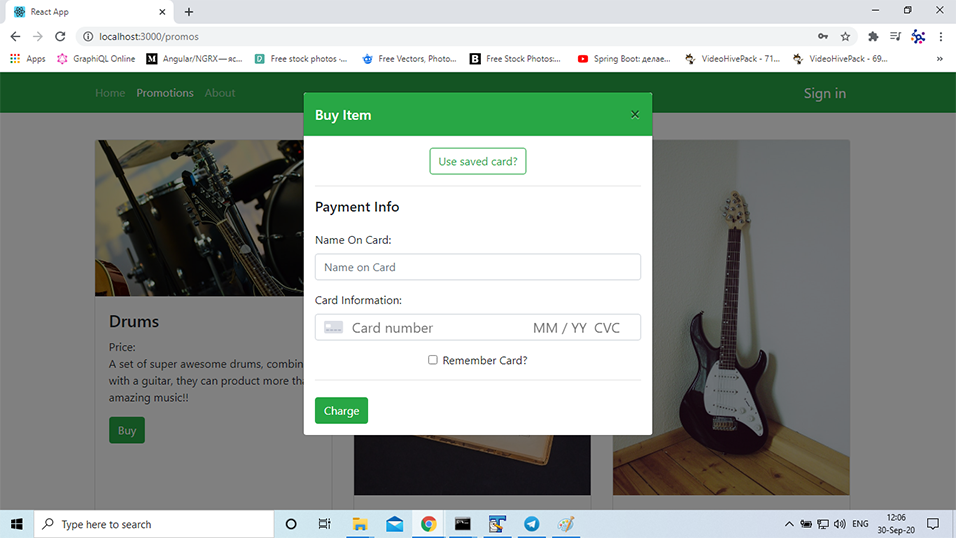 React App
localhost:3000/promos
Apps
GraphiQL Online
Angular/NGRX — яс...
Free stock photos -...
Free Vectors, Photo...
Free Stock Photos:...
Spring Boot: делае...
VideoHivePack - 71...
VideoHivePack - 69...
»
Home
Promotions
About
Sign in
Buy Item
×
Use saved card?
Payment Info
Name On Card:
Name on Card
Card Information:
Card number MM / YY CVC
Remember Card?
Charge
Drums
Price:
A set of super awesome drums, combin
with a guitar, they can product more tha
amazing music!!
Buy
Type here to search
ENG
12:06
30-Sep-20